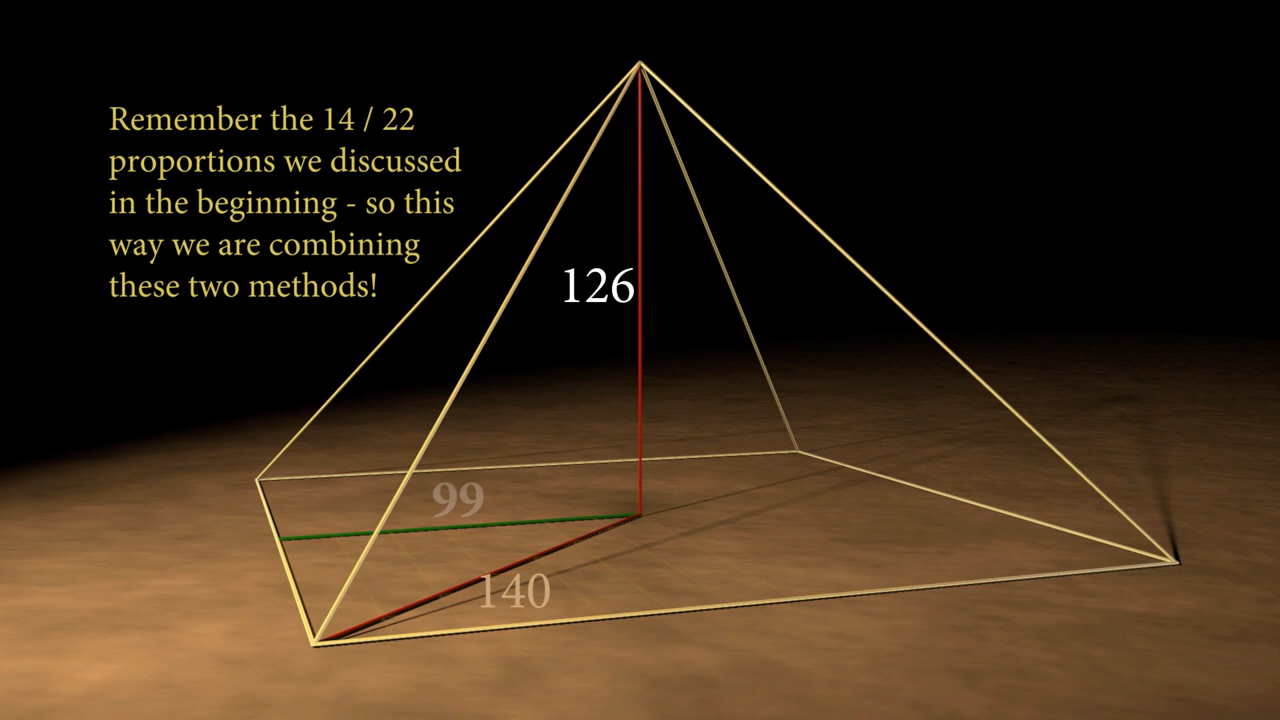 Remember the 14 / 22
proportions we discussed
in the beginning - so this
way we are combining
these two methods!
126
99
140